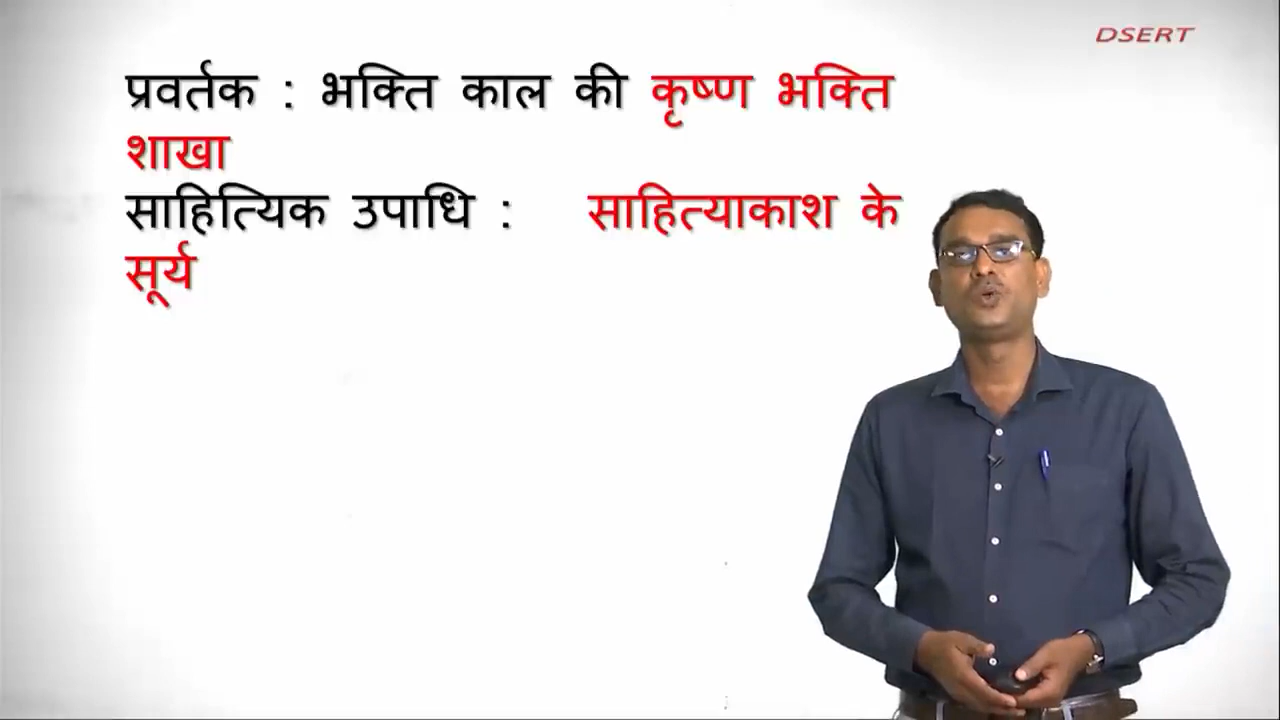 DSERT
प्रवर्तक : भक्ति काल की कृष्ण भक्ति
शाखा
साहित्यिक उपाधि : साहित्याकाश के
सूर्य